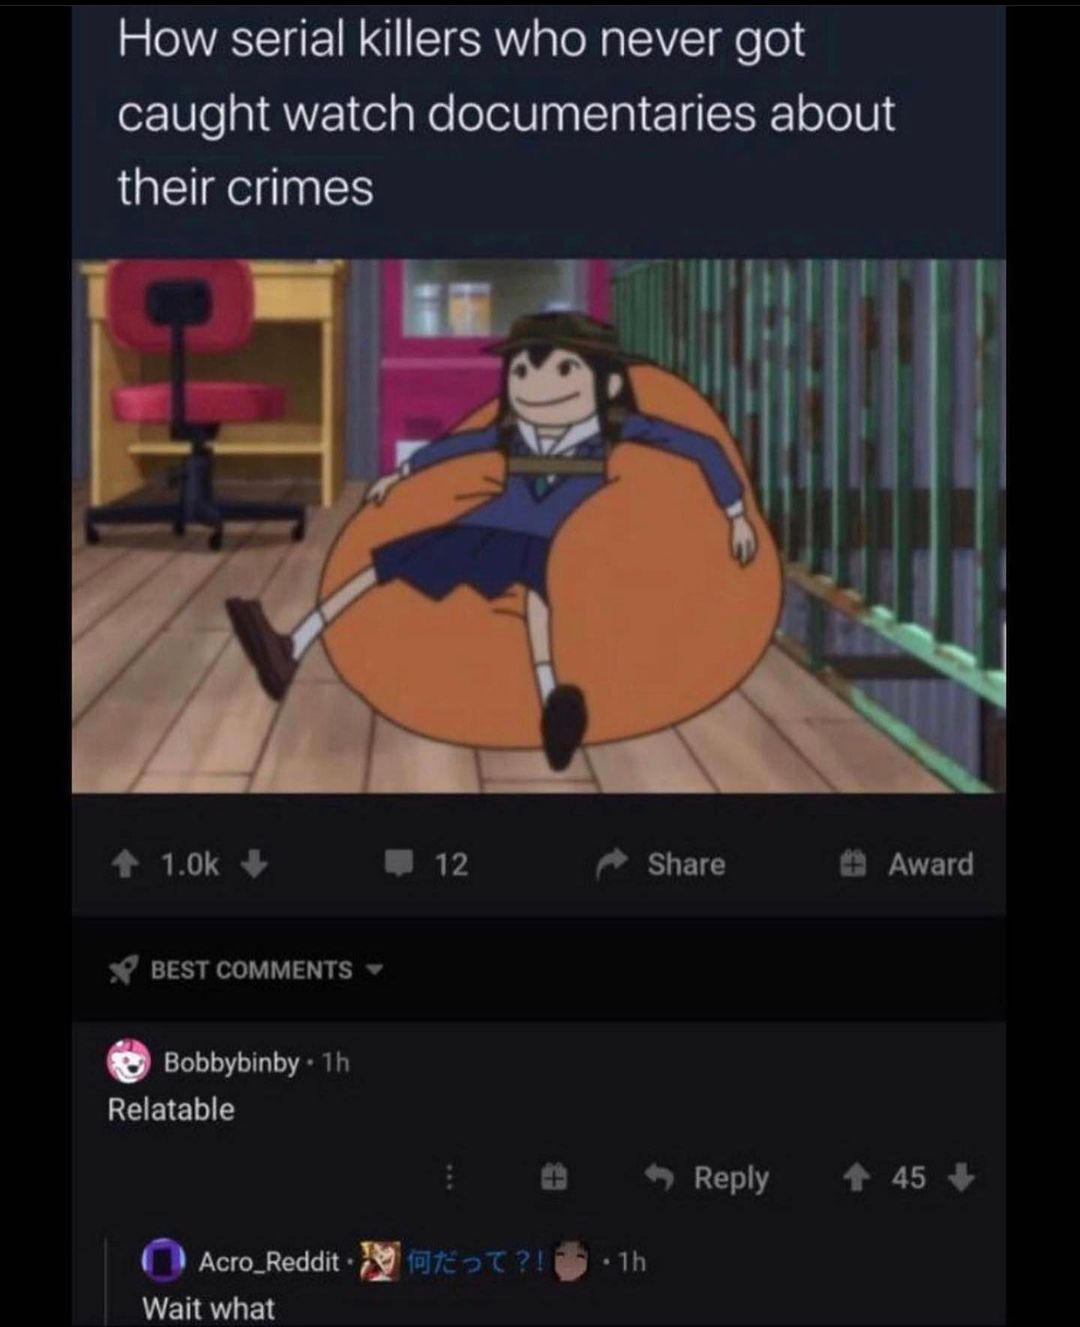 How serial killers who never got
caught watch documentaries about
their crimes
1.0k
12
Share
Award
BEST COMMENTS
Bobbybinby · 1h
Relatable
Reply
45
Acro_Reddit · 何だって?! · 1h
Wait what